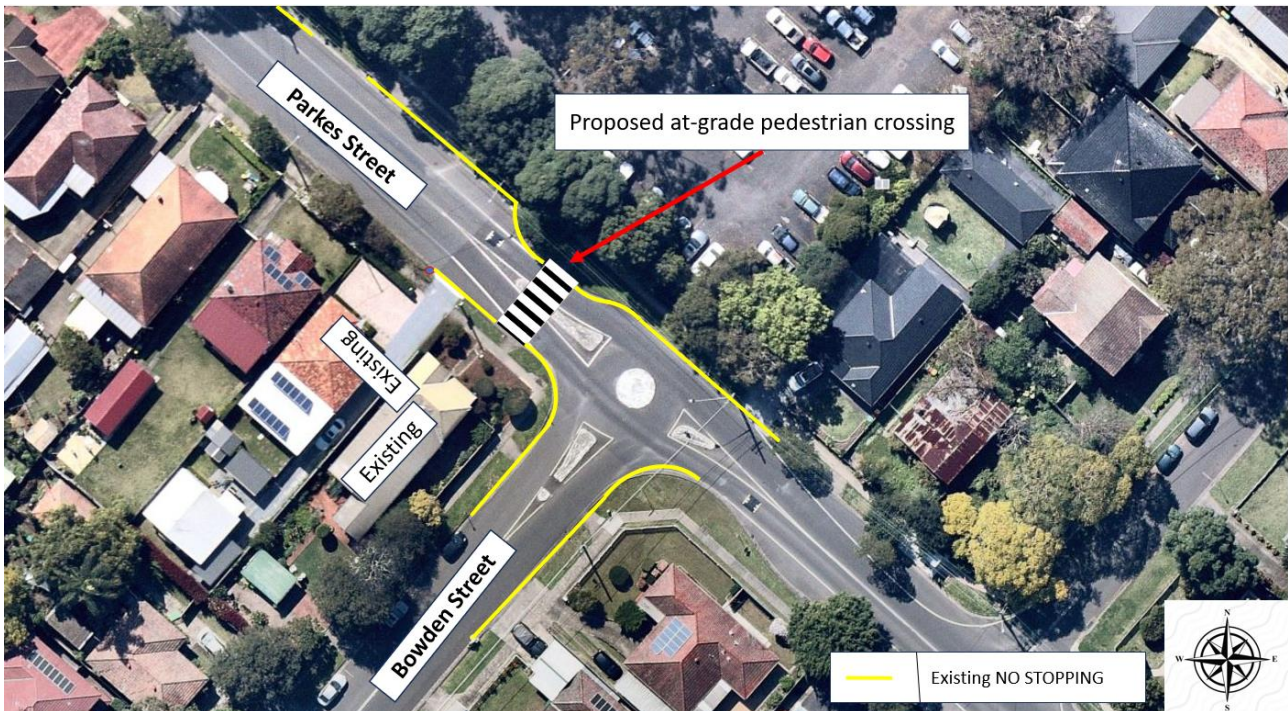 Parkes Street
Proposed at-grade pedestrian crossing
Existing
Existing
Bowden Street
Existing NO STOPPING
N
W
E
S